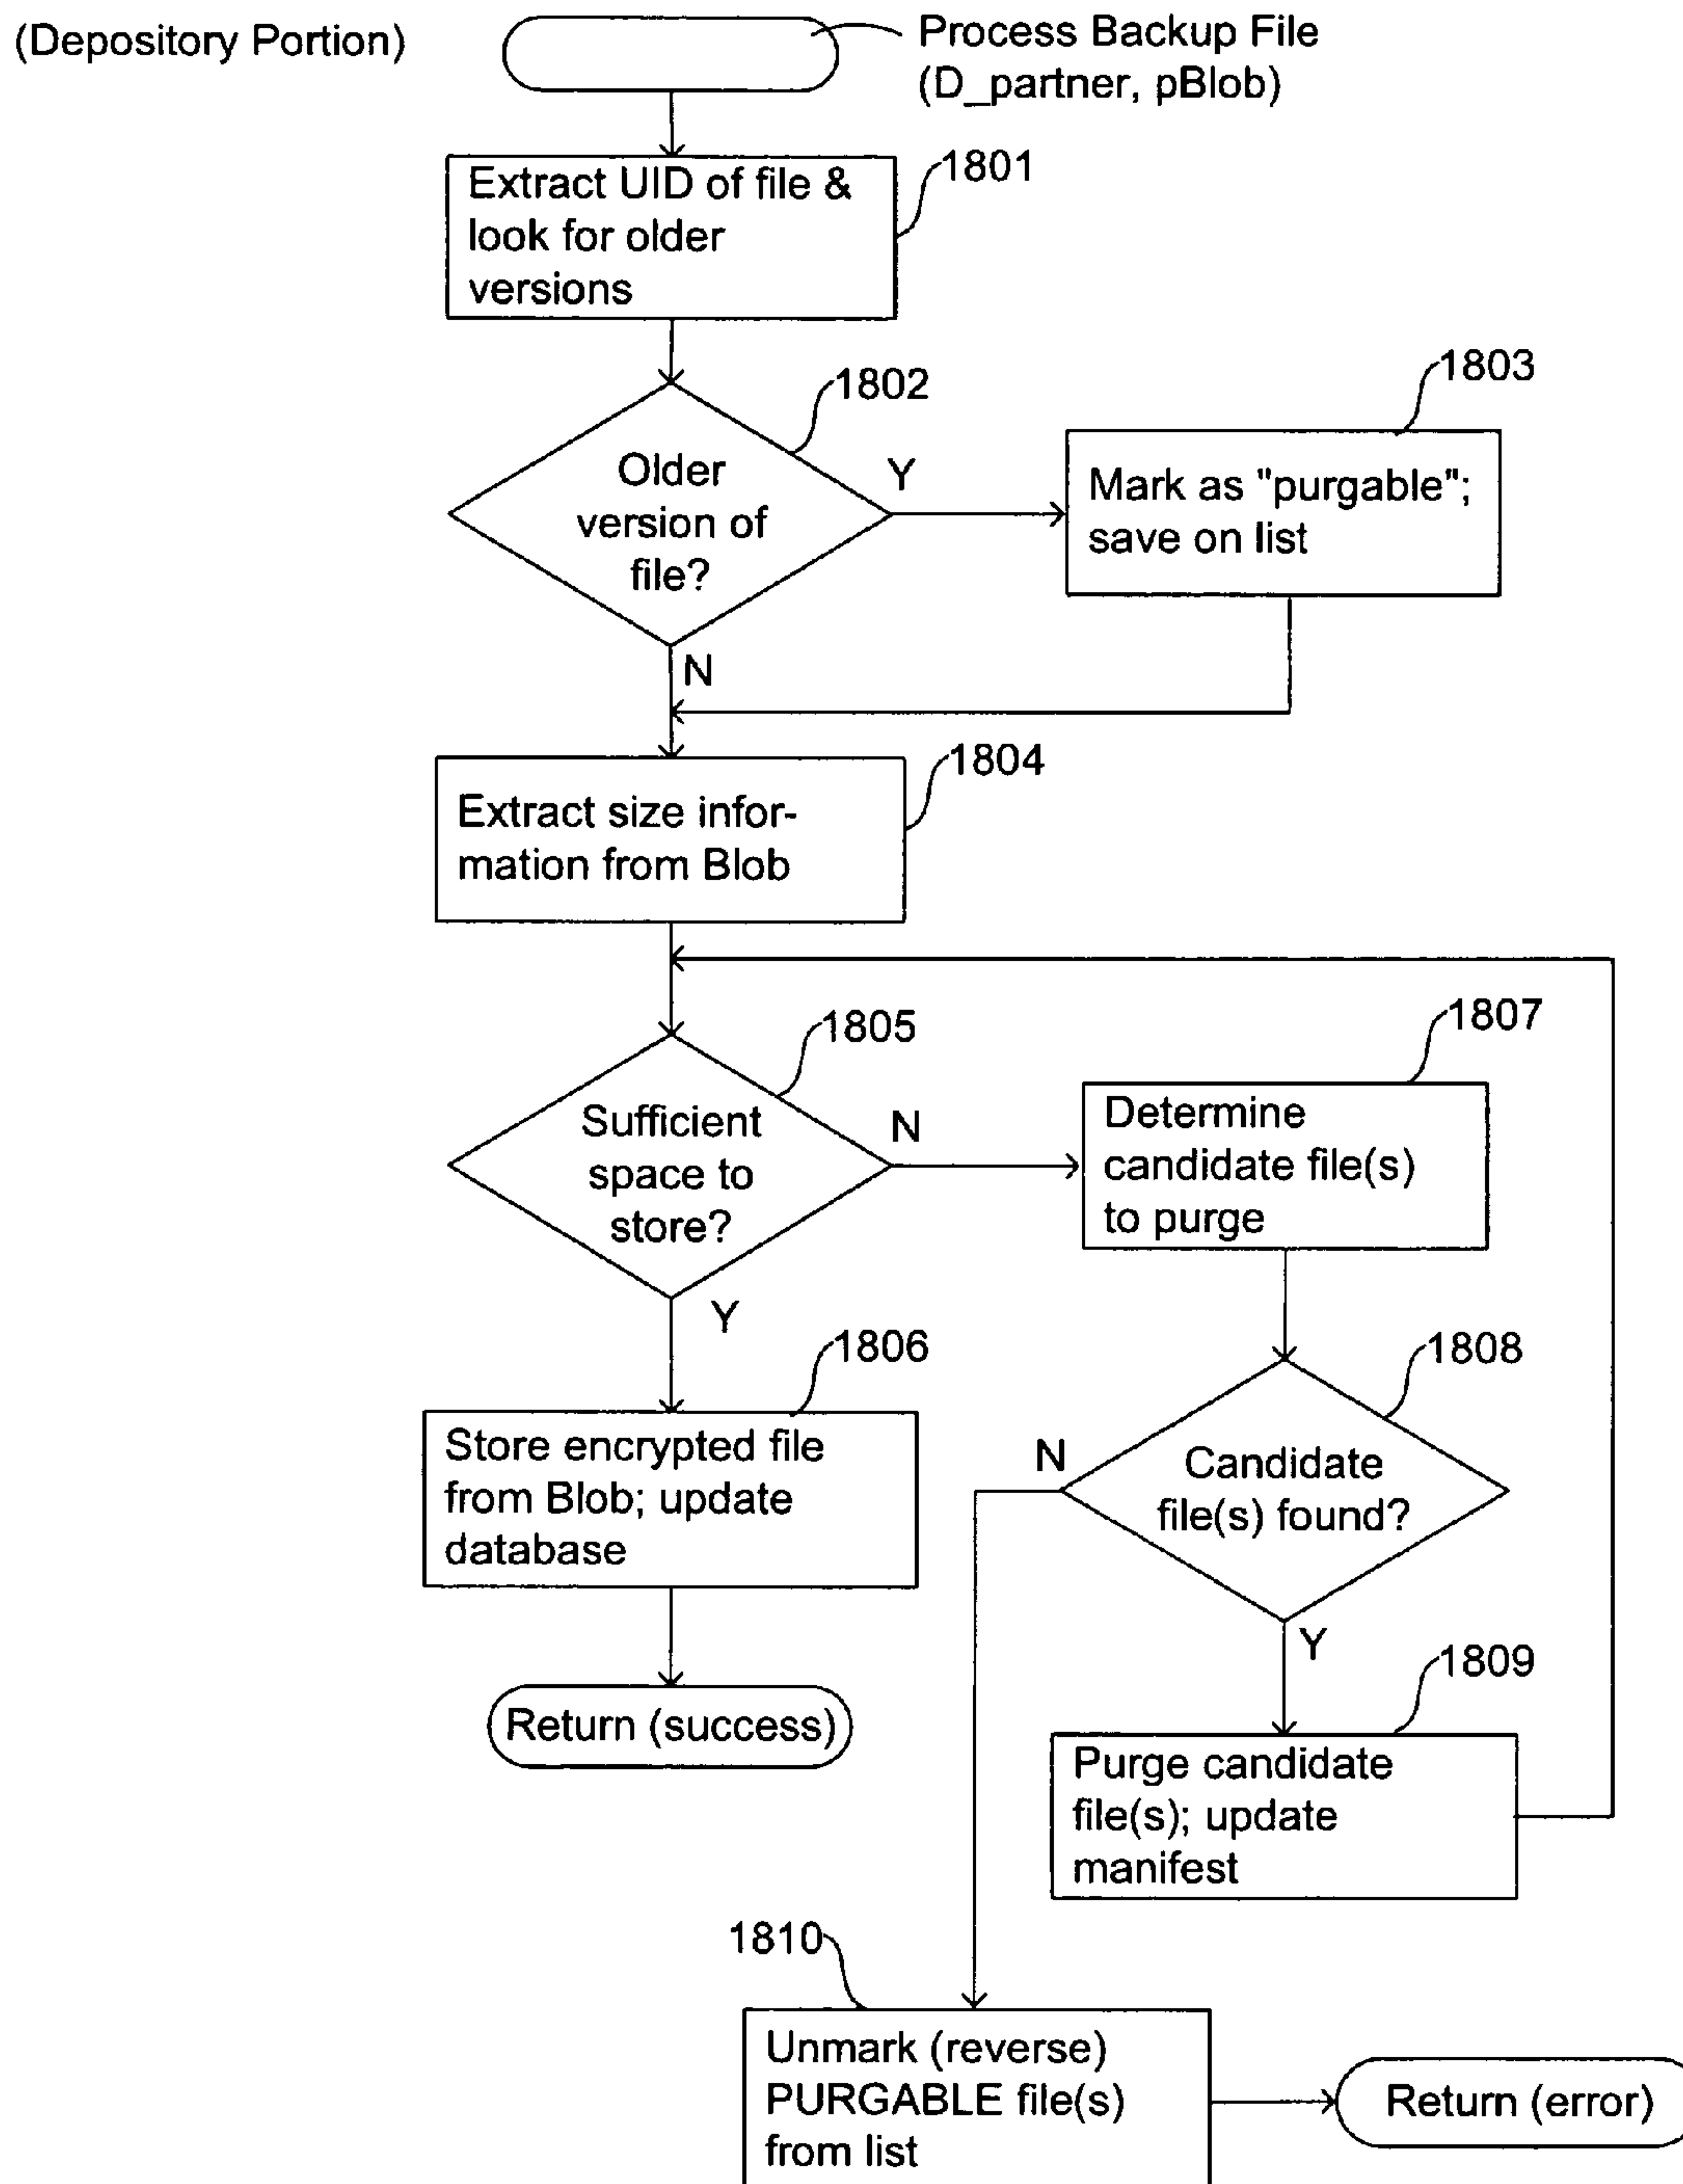 (Depository Portion)
Process Backup File
(D_partner, pBlob)
1801
Extract UID of file &
look for older
versions
1802
Older
version of
file?
Y
N
1803
Mark as "purgable";
save on list
1804
Extract size infor-
mation from Blob
1805
Sufficient
space to
store?
N
Y
1807
Determine
candidate file(s)
to purge
1806
Store encrypted file
from Blob; update
database
Return (success)
1808
Candidate
file(s) found?
N
Y
1809
Purge candidate
file(s); update
manifest
1810
Unmark (reverse)
PURGABLE file(s)
from list
Return (error)